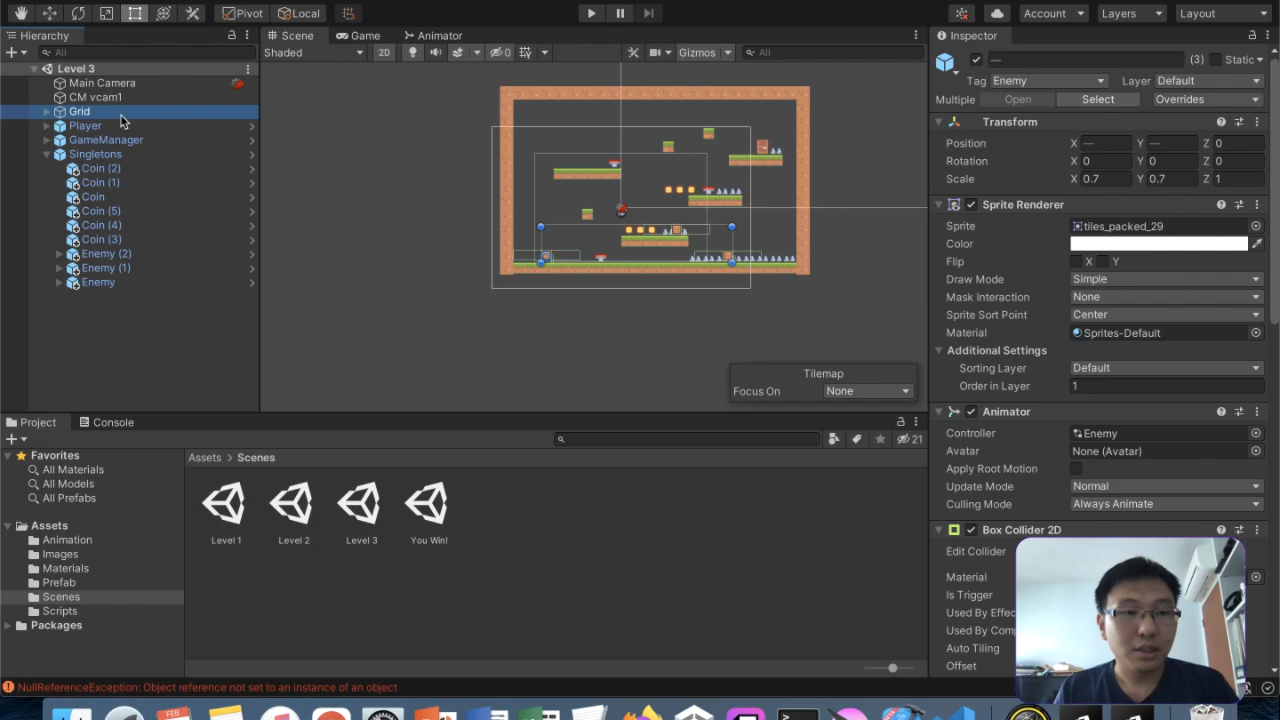 Pivot Local Account Layers Layout
Hierarchy Scene Game Animator Inspector
All Shaded 2D 0 Gizmos All — Static
Level 3
Main Camera
CM vcam1
Grid
Player
GameManager
Singletons
Coin (2)
Coin (1)
Coin
Coin (5)
Coin (4)
Coin (3)
Enemy (2)
Enemy (1)
Enemy
Tilemap
Focus On None
Tag Enemy Layer Default
Multiple Open Select Overrides
Transform
Position X — Y — Z 0
Rotation X 0 Y 0 Z 0
Scale X 0.7 Y 0.7 Z 1
(3)
Sprite Renderer
Sprite tiles_packed_29
Color
Flip X Y
Draw Mode Simple
Mask Interaction None
Sprite Sort Point Center
Material Sprites-Default
Additional Settings
Sorting Layer Default
Order in Layer 1
Animator
Controller Enemy
Avatar None (Avatar)
Apply Root Motion
Update Mode Normal
Culling Mode Always Animate
Box Collider 2D
Edit Collider
Material
Is Trigger
Used By Effec
Used By Comp
Auto Tiling
Offset
Project Console
21
Favorites
All Materials
All Models
All Prefabs
Assets
Animation
Images
Materials
Prefab
Scenes
Scripts
Packages
Assets > Scenes
Level 1 Level 2 Level 3 You Win!
NullReferenceException: Object reference not set to an instance of an object
FEB